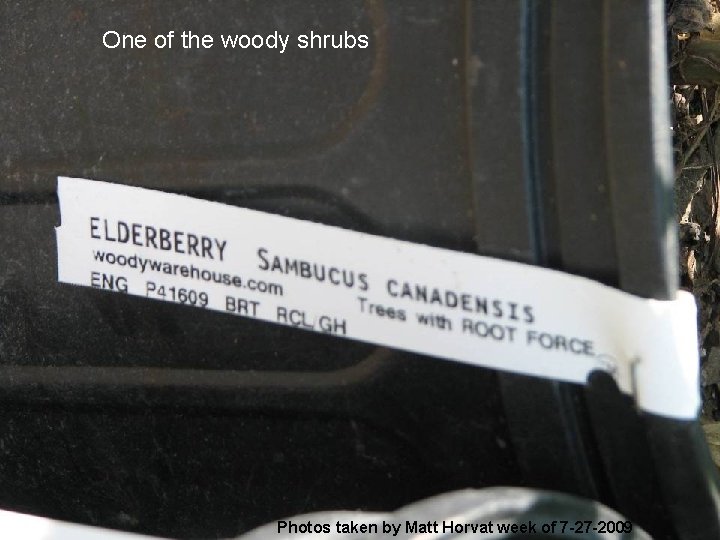 One of the woody shrubs
ELDERBERRY SAMBUCUS CANADENSIS
woodywarehouse.com Trees with ROOT FORCE
ENG P41609 BRT RCL/GH
Photos taken by Matt Horvat week of 7-27-2009